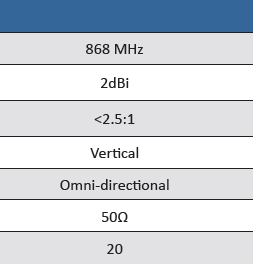 868 MHz
2dBi
<2.5:1
Vertical
Omni-directional
50Ω
20